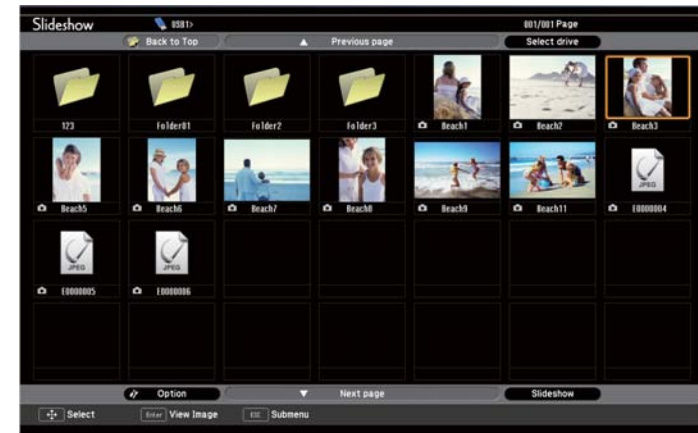 Slideshow USB1> 001/001 Page
Back to Top ▲ Previous page Select drive
123 Folder01 Folder2 Folder3 Beach1 Beach2 Beach3
Beach5 Beach6 Beach7 Beach8 Beach9 Beach11 JPEG E0000004
JPEG E0000005 JPEG E0000006
Option ▼ Next page Slideshow
Select Enter View Image ESC Submenu